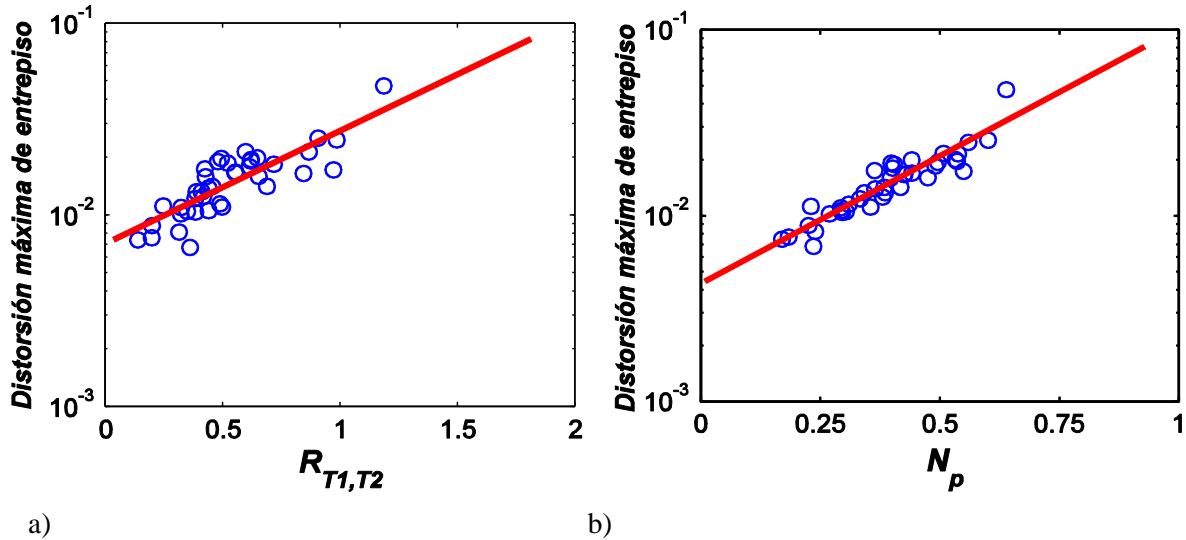 Distorsión máxima de entrepiso
10^-1
10^-2
10^-3
0 0.5 1 1.5 2
R_T1,T2
a)
Distorsión máxima de entrepiso
10^-1
10^-2
10^-3
0 0.25 0.5 0.75 1
N_p
b)